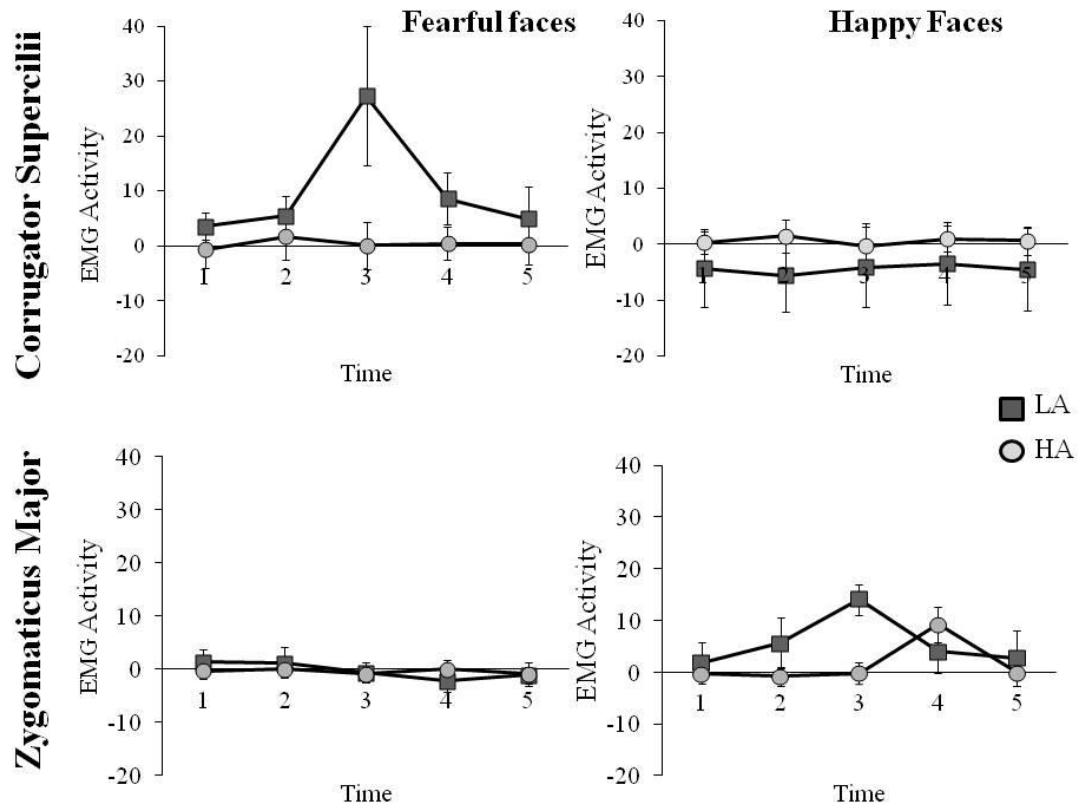 Fearful faces
Happy Faces
Corrugator Supercilii
EMG Activity
40
30
20
10
0
-10
-20
1 2 3 4 5
Time
EMG Activity
40
30
20
10
0
-10
-20
1 2 3 4 5
Time
LA
HA
Zygomaticus Major
EMG Activity
40
30
20
10
0
-10
-20
1 2 3 4 5
Time
EMG Activity
40
30
20
10
0
-10
-20
1 2 3 4 5
Time